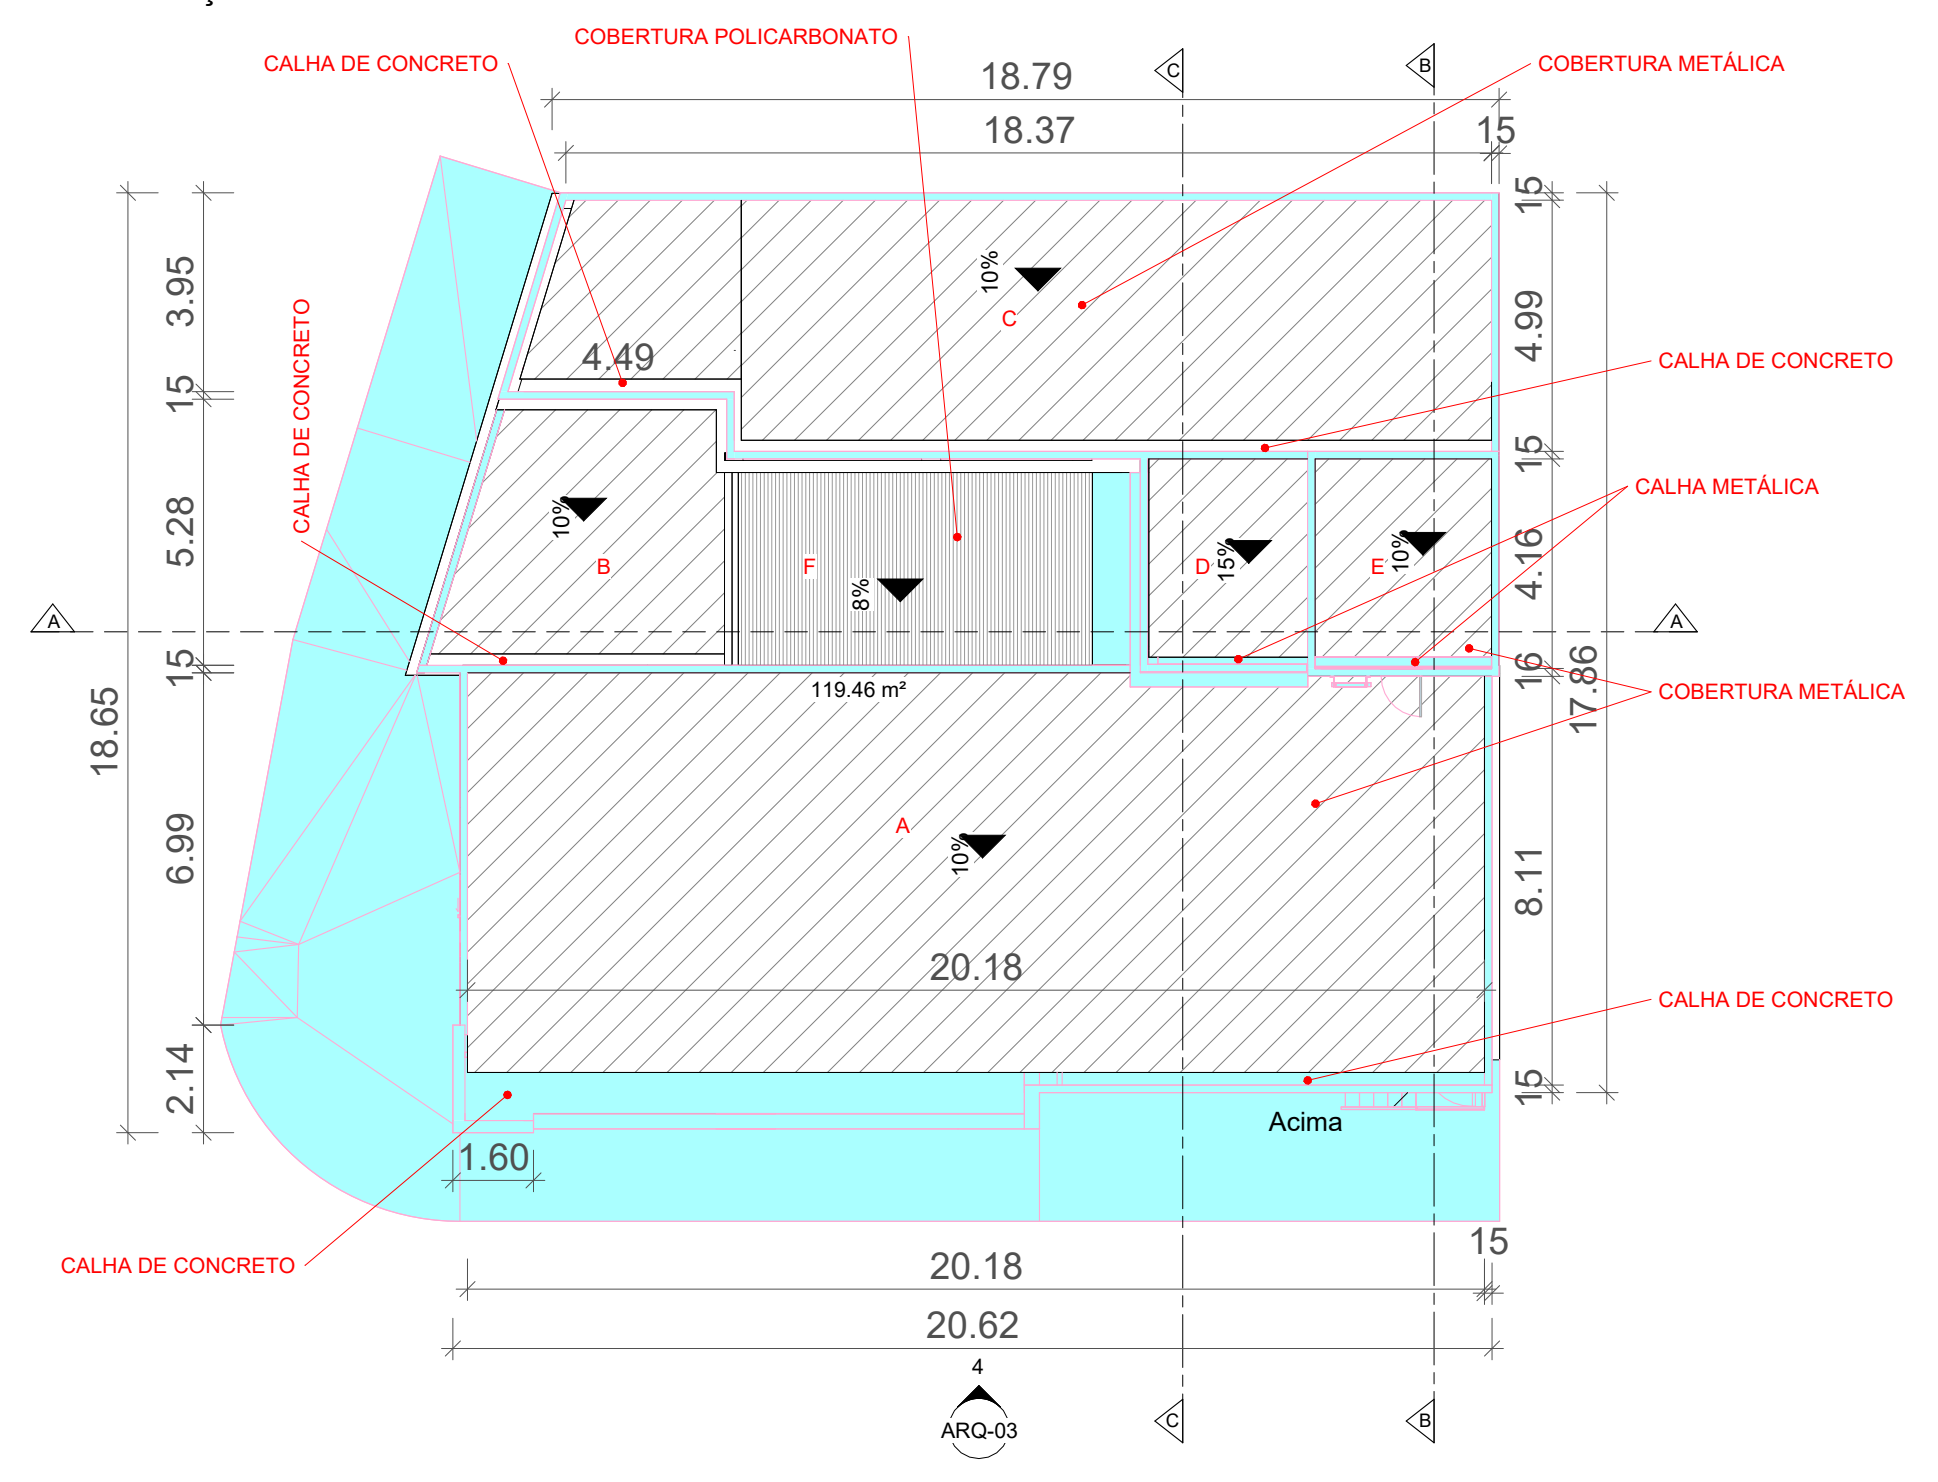 COBERTURA POLICARBONATO
CALHA DE CONCRETO
COBERTURA METÁLICA
18.79
C
B
18.37
15
15
3.95
10%
C
4.99
4.49
CALHA DE CONCRETO
CALHA DE CONCRETO
15
15
CALHA METÁLICA
5.28
10%
B
F
8%
D
15%
E
10%
4.16
A
A
15
16
18.65
119.46 m²
17.86
COBERTURA METÁLICA
6.99
A
10%
8.11
20.18
CALHA DE CONCRETO
2.14
15
Acima
1.60
CALHA DE CONCRETO
15
20.18
20.62
4
ARQ-03
C
B